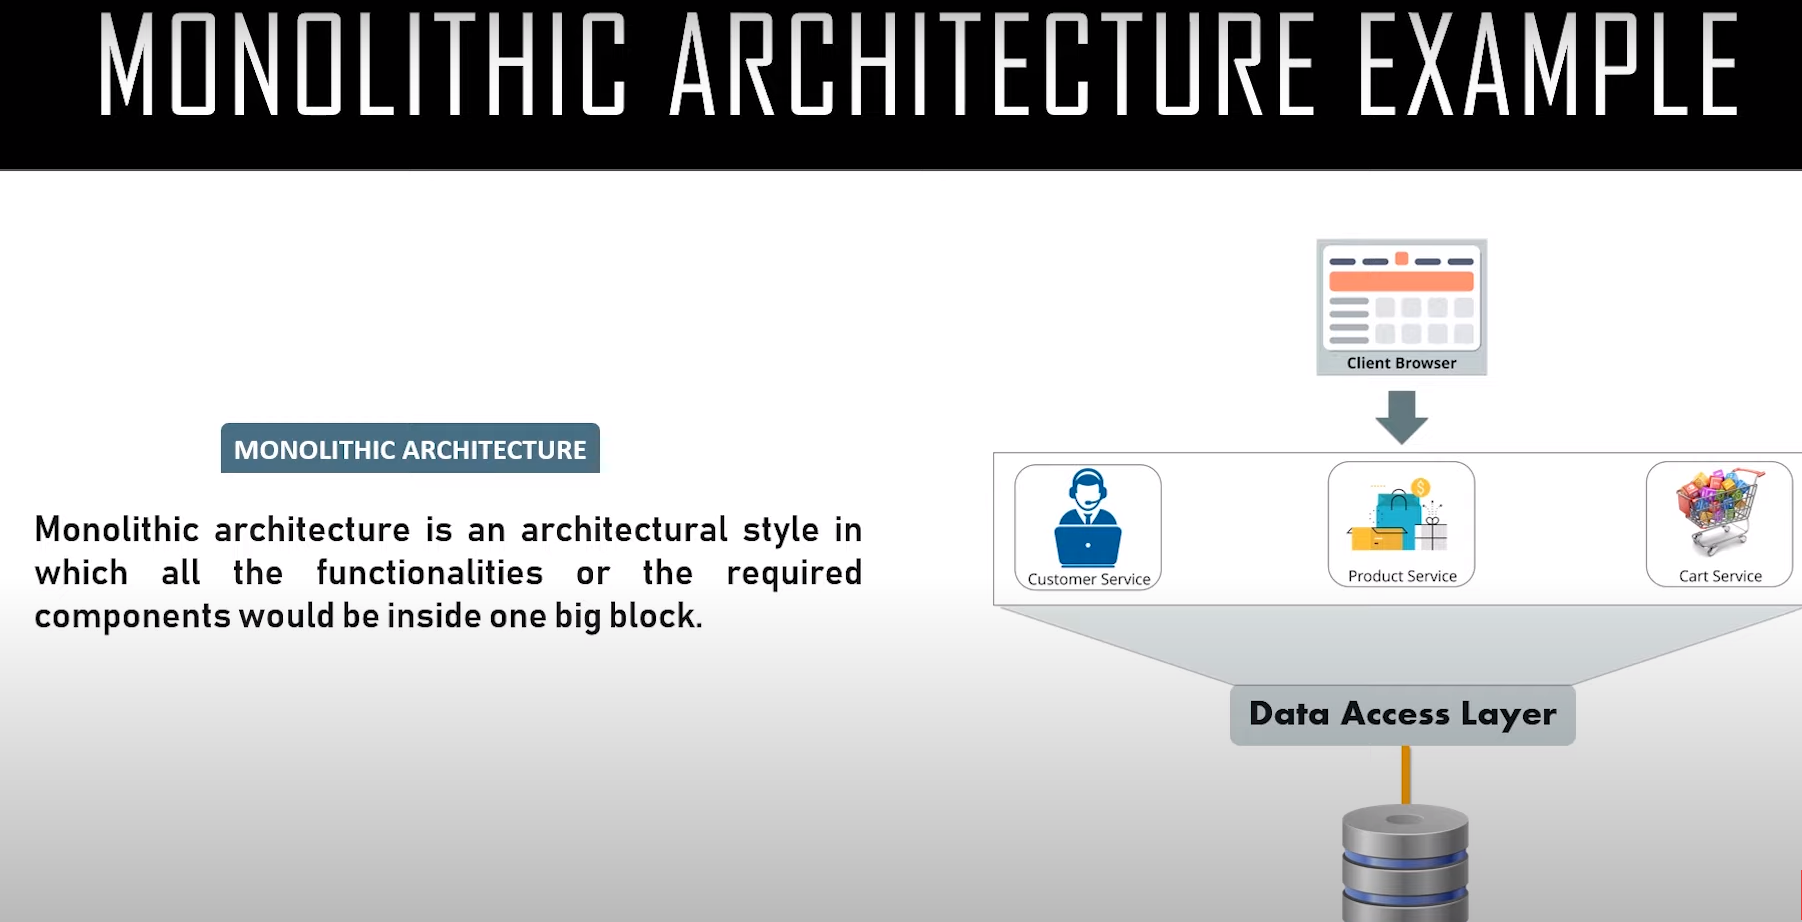 MONOLITHIC ARCHITECTURE EXAMPLE
MONOLITHIC ARCHITECTURE
Monolithic architecture is an architectural style in
which all the functionalities or the required
components would be inside one big block.
Client Browser
Customer Service
Product Service
Cart Service
Data Access Layer